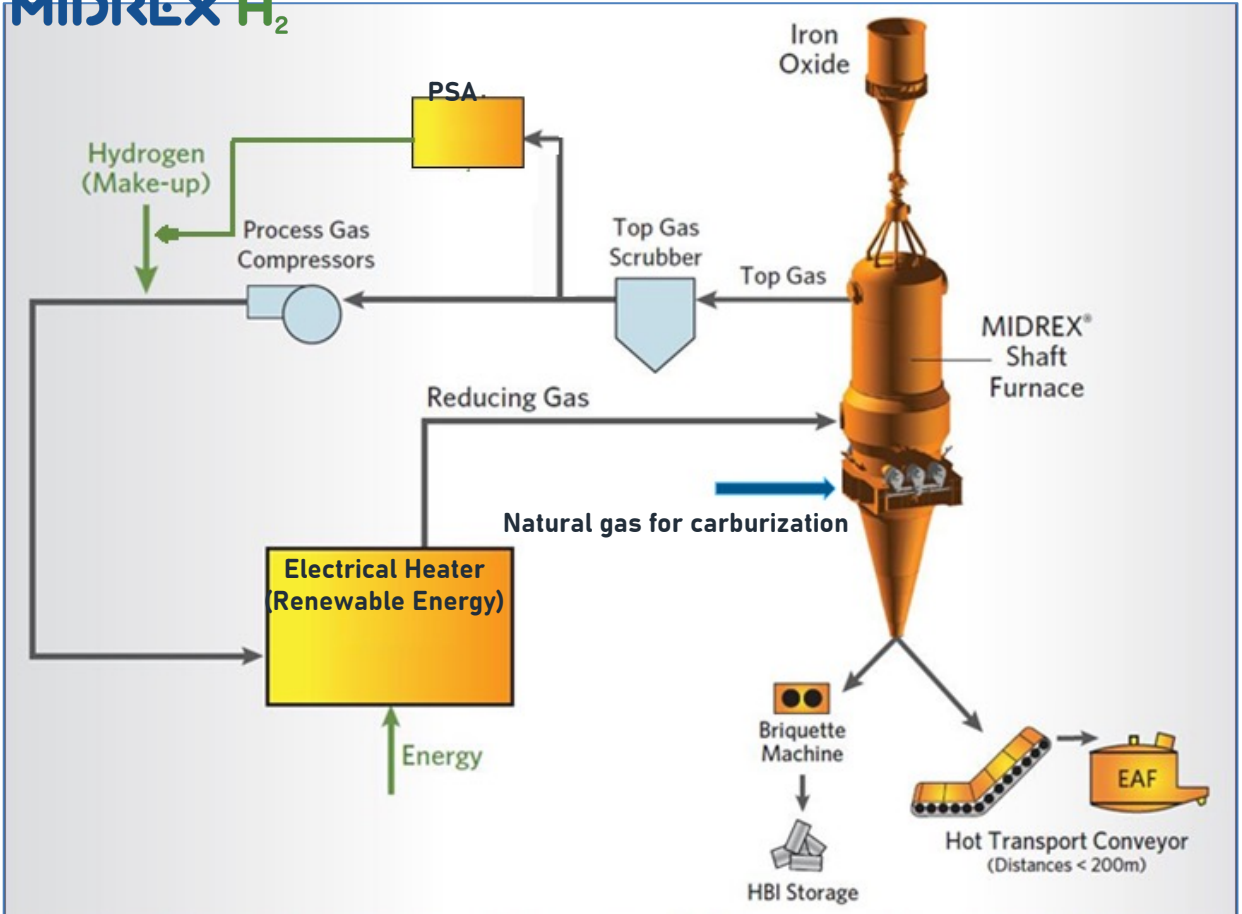 MIDREX H₂
Iron
Oxide
PSA
Hydrogen
(Make-up)
Process Gas
Compressors
Top Gas
Scrubber
Top Gas
MIDREX®
Shaft
Furnace
Reducing Gas
Natural gas for carburization
Electrical Heater
(Renewable Energy)
Energy
Briquette
Machine
EAF
Hot Transport Conveyor
(Distances < 200m)
HBI Storage